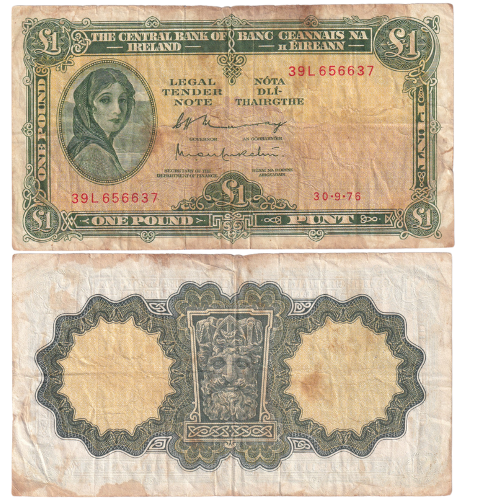 £1 THE CENTRAL BANK OF BANC CEANNAIS NA £1
IRELAND h ÉIREANN
39L 656637
LEGAL NÓTA
TENDER DLÍ-
NOTE THAIRGTHE
ONE POUND
PUNT
39L 656637
£1
30·9·76
£1 ONE POUND PUNT £1